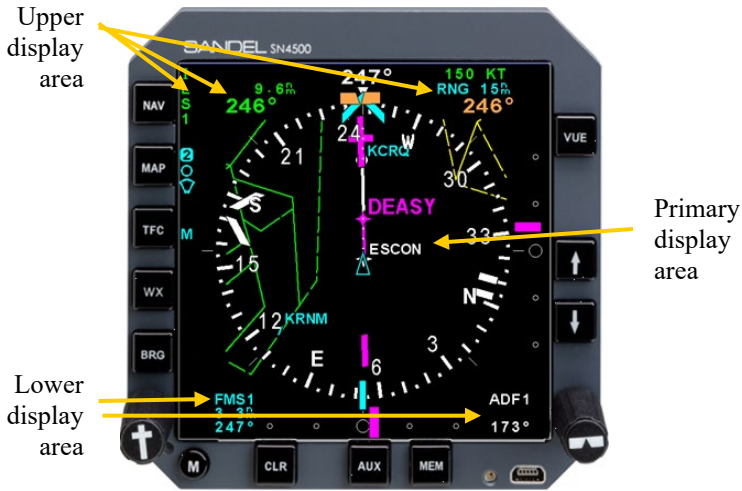 Upper
display
area
SANDEL SN4500
NAV
MAP
TFC
WX
BRG
VUE
L
S
1
2
M
9.6nm
246°
247°
150 KT
RNG 15nm
246°
24
W
21
30
KCRQ
S
DEASY
33
ESCON
15
N
12
KRNM
3
E
6
Primary
display
area
Lower
display
area
FMS1
3.3nm
247°
ADF1
173°
M
CLR
AUX
MEM